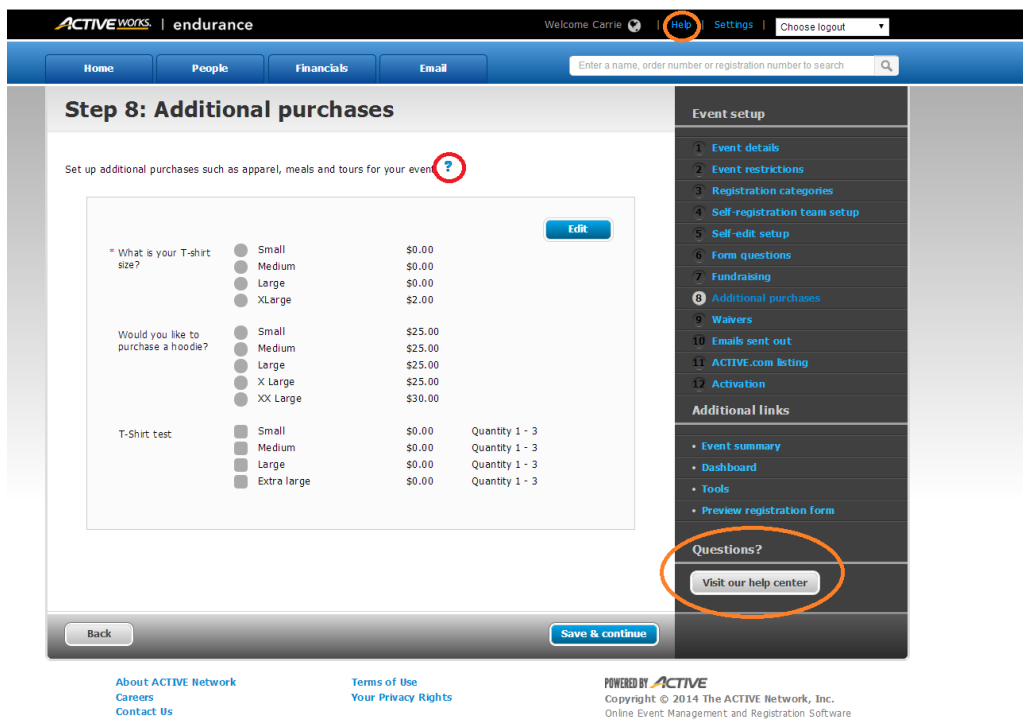 ACTIVEWORKS. | endurance
Welcome Carrie | Help | Settings | Choose logout
Home People Financials Email
Enter a name, order number or registration number to search
Step 8: Additional purchases
Set up additional purchases such as apparel, meals and tours for your event ?
Edit
* What is your T-shirt size?
Small $0.00
Medium $0.00
Large $0.00
XLarge $2.00
Would you like to purchase a hoodie?
Small $25.00
Medium $25.00
Large $25.00
X Large $25.00
XX Large $30.00
T-Shirt test
Small $0.00 Quantity 1 - 3
Medium $0.00 Quantity 1 - 3
Large $0.00 Quantity 1 - 3
Extra large $0.00 Quantity 1 - 3
Back
Save & continue
Event setup
1 Event details
2 Event restrictions
3 Registration categories
4 Self-registration team setup
5 Self-edit setup
6 Form questions
7 Fundraising
8 Additional purchases
9 Waivers
10 Emails sent out
11 ACTIVE.com listing
12 Activation
Additional links
• Event summary
• Dashboard
• Tools
• Preview registration form
Questions?
Visit our help center
About ACTIVE Network
Careers
Contact Us
Terms of Use
Your Privacy Rights
POWERED BY ACTIVE
Copyright © 2014 The ACTIVE Network, Inc.
Online Event Management and Registration Software